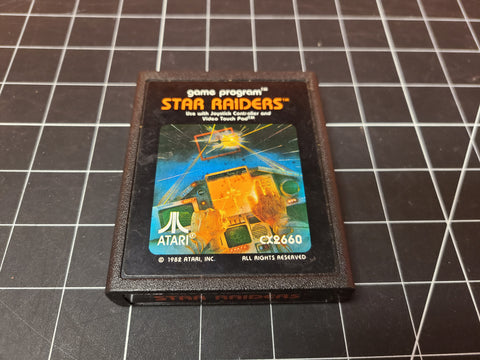 game program™
STAR RAIDERS™
Use with Joystick Controller and
Video Touch Pad™
ATARI®
CX2660
© 1982 ATARI, INC. ALL RIGHTS RESERVED
STAR RAIDERS